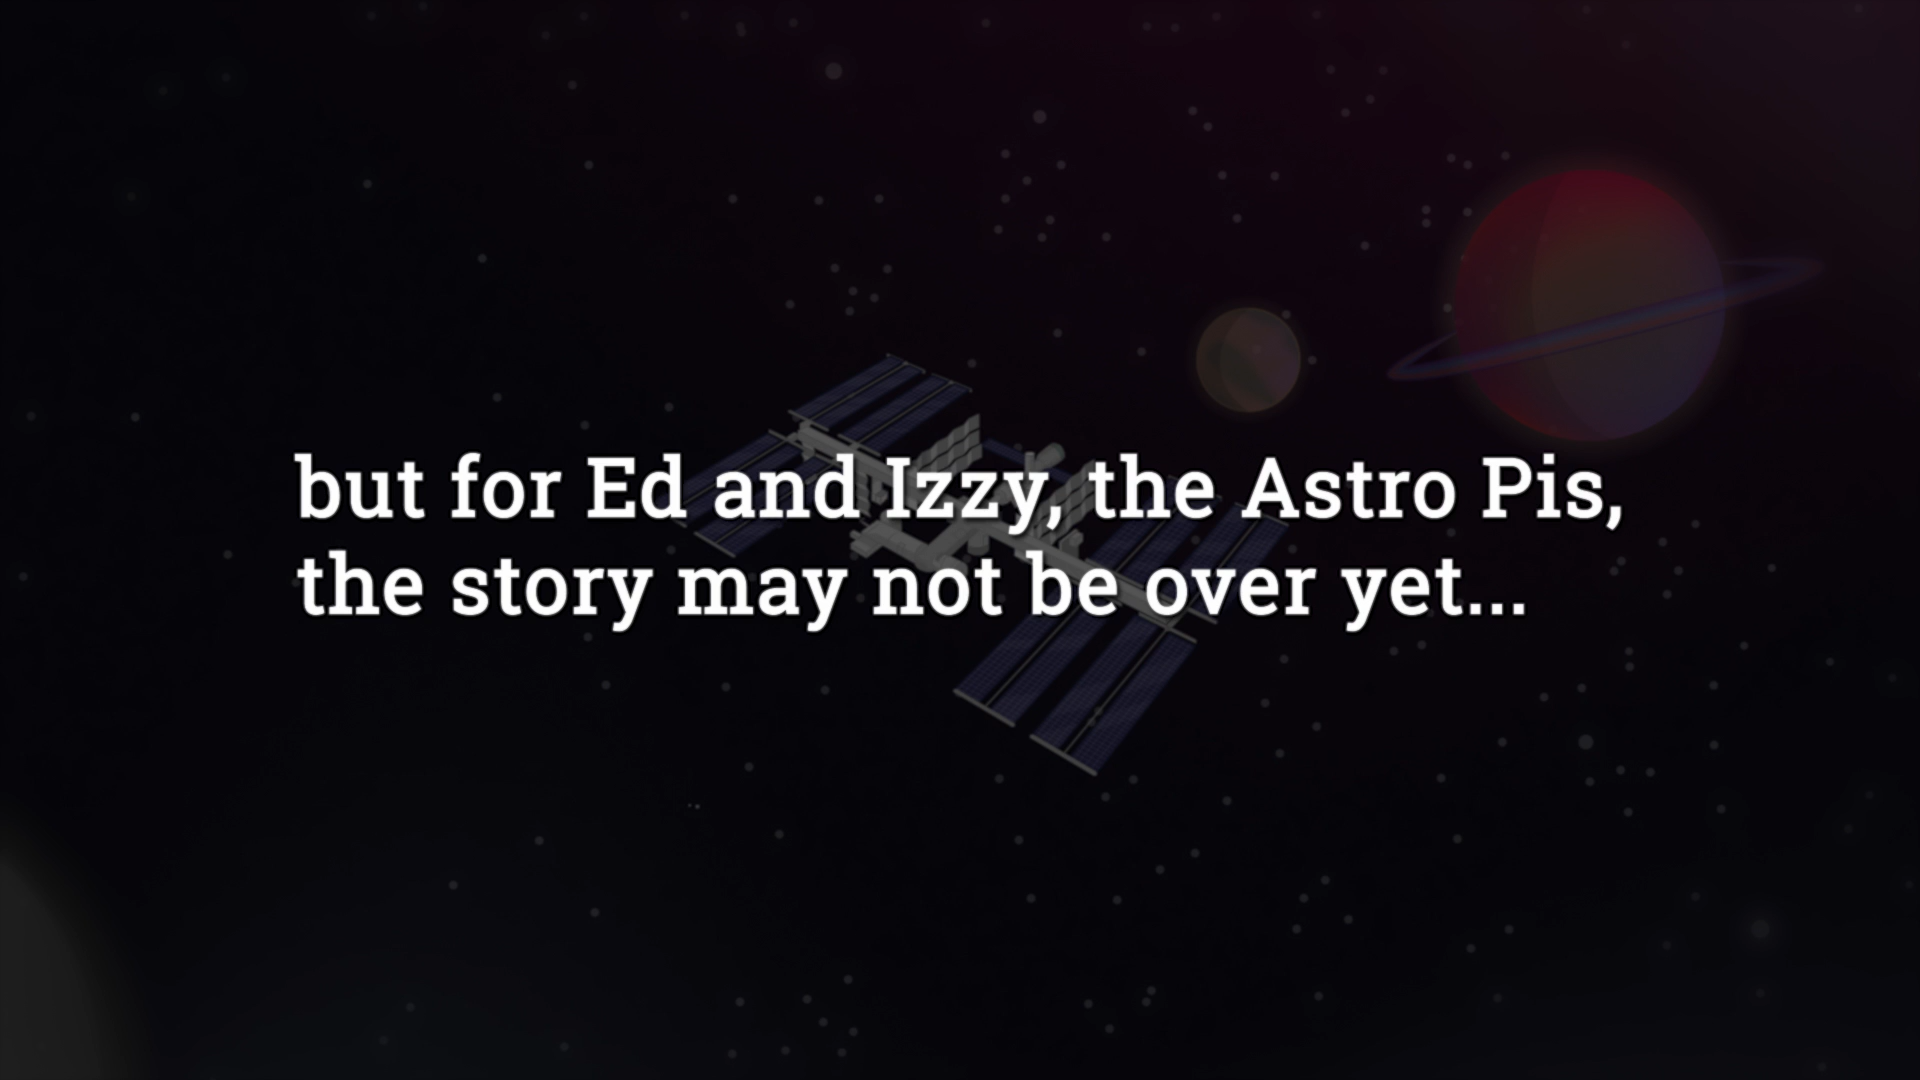 but for Ed and Izzy, the Astro Pis,
the story may not be over yet...